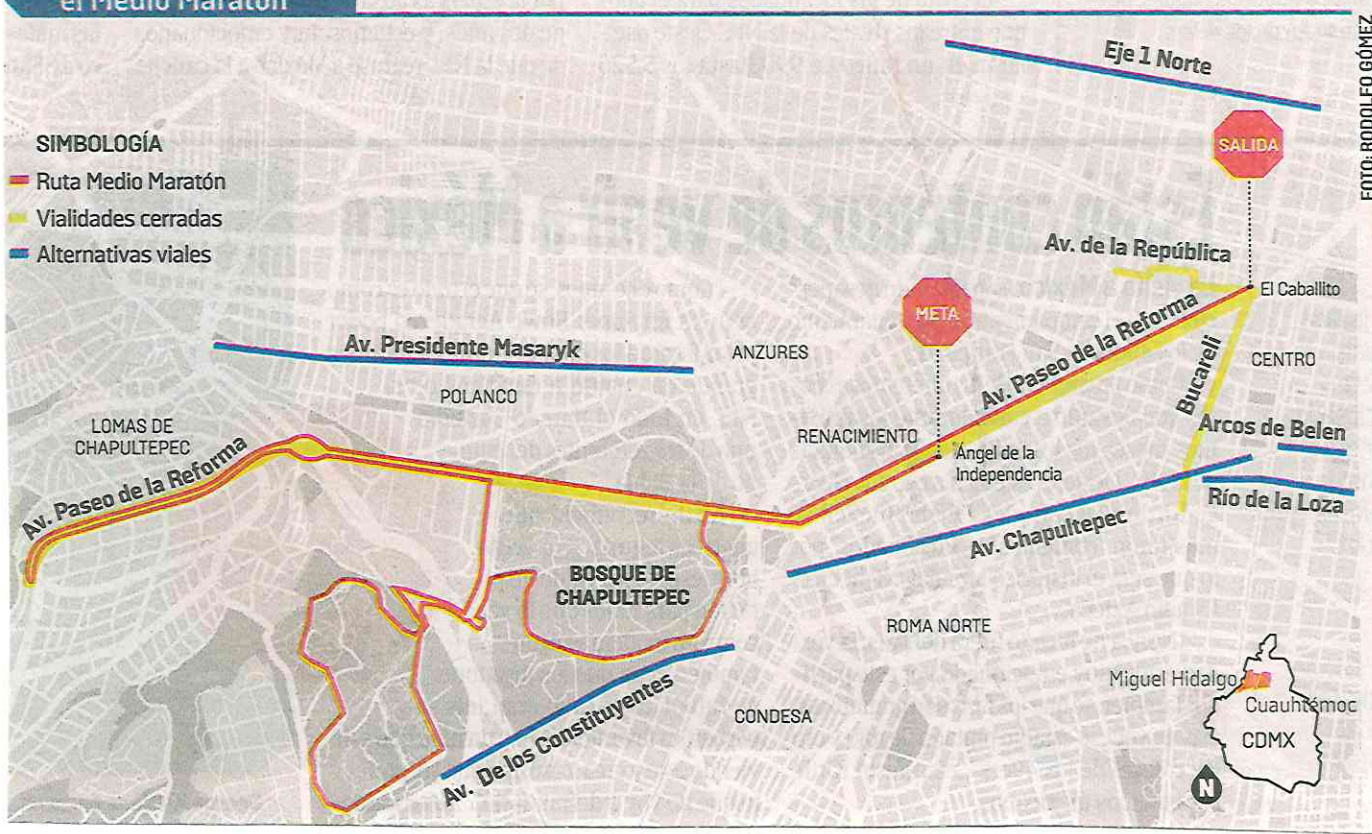 el Medio Maratón
FOTO: RODOLFO GÓMEZ
Eje 1 Norte
SIMBOLOGÍA
Ruta Medio Maratón
Vialidades cerradas
Alternativas viales
SALIDA
Av. de la República
El Caballito
META
Av. Paseo de la Reforma
Bucareli
CENTRO
Av. Presidente Masaryk
ANZURES
POLANCO
LOMAS DE
CHAPULTEPEC
Av. Paseo de la Reforma
RENACIMIENTO
Ángel de la
Independencia
Arcos de Belen
Río de la Loza
Av. Chapultepec
BOSQUE DE
CHAPULTEPEC
ROMA NORTE
Av. De los Constituyentes
CONDESA
Miguel Hidalgo
Cuauhtémoc
CDMX
N